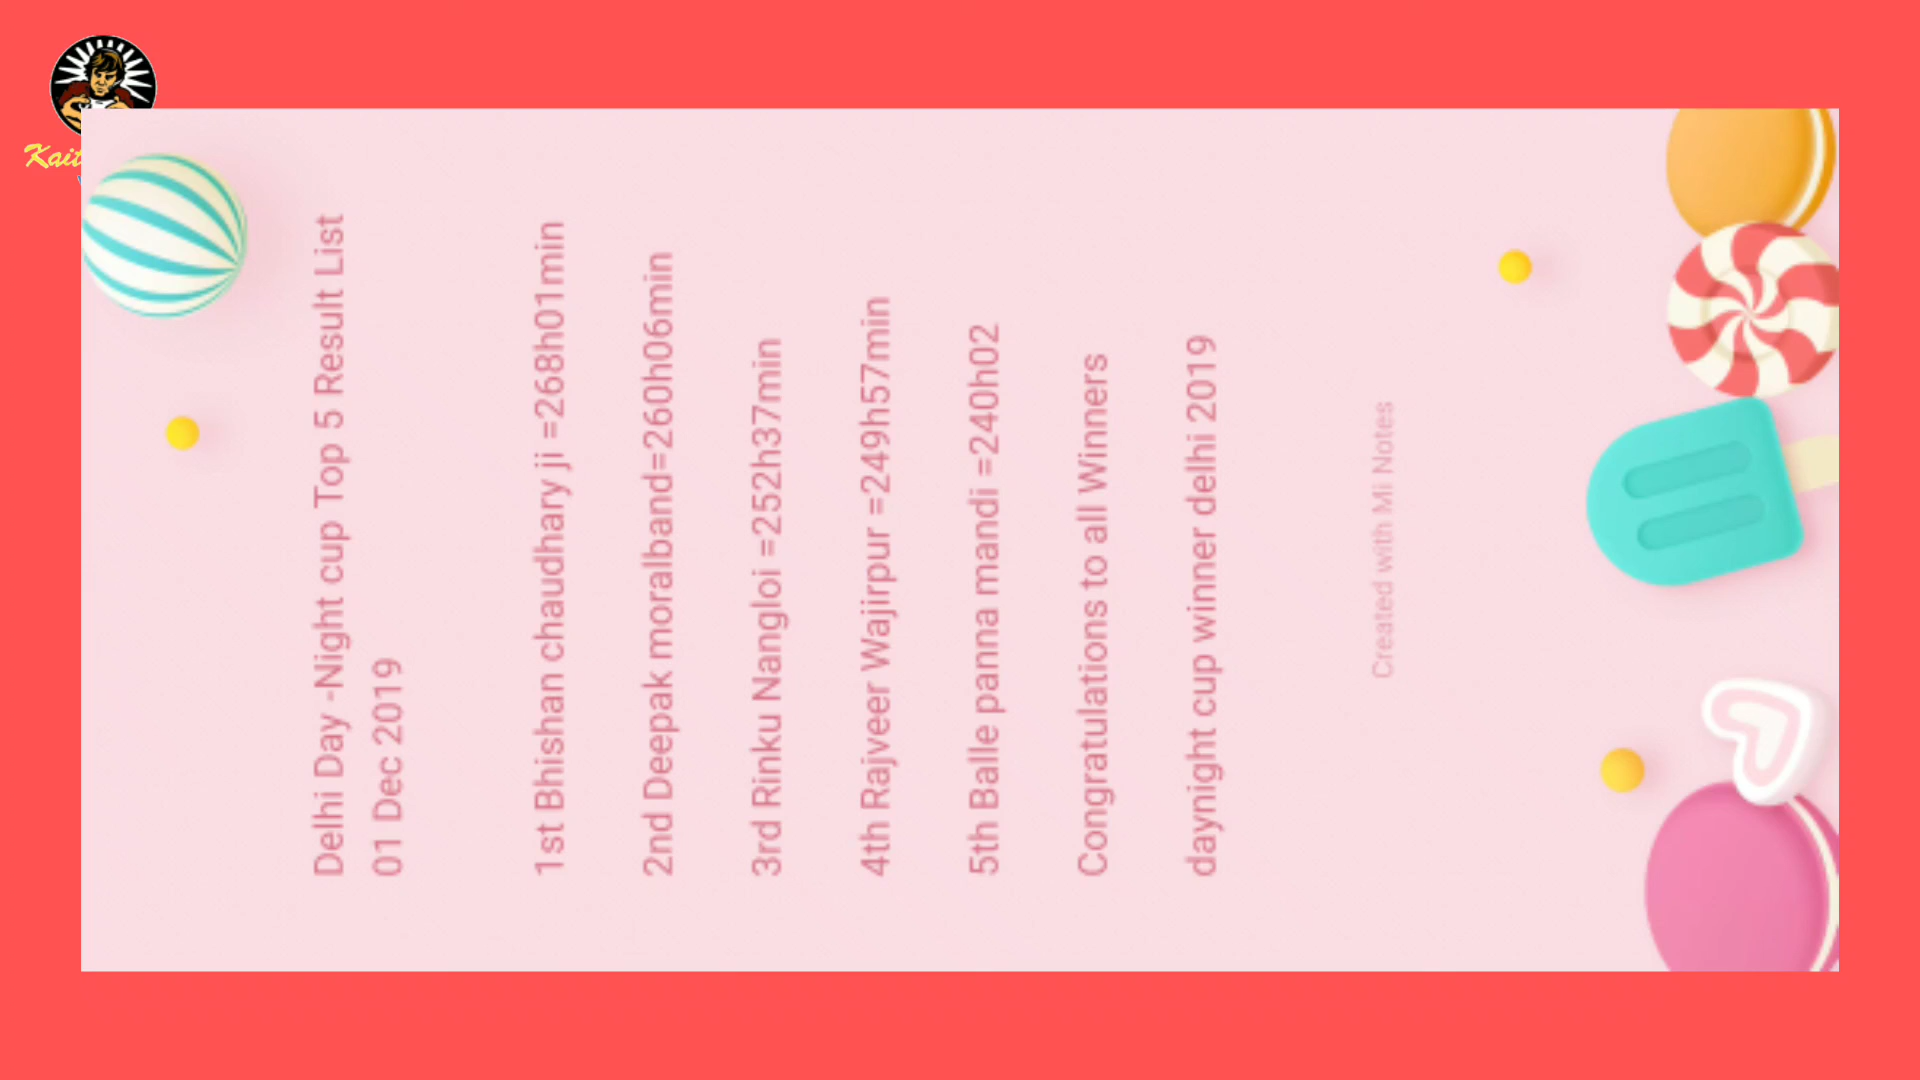 Delhi Day -Night cup Top 5 Result List
01 Dec 2019
1st Bhishan chaudhary ji =268h01min
2nd Deepak moralband=260h06min
3rd Rinku Nangloi =252h37min
4th Rajveer Wajirpur =249h57min
5th Balle panna mandi =240h02
Congratulations to all Winners
daynight cup winner delhi 2019
Created with Mi Notes